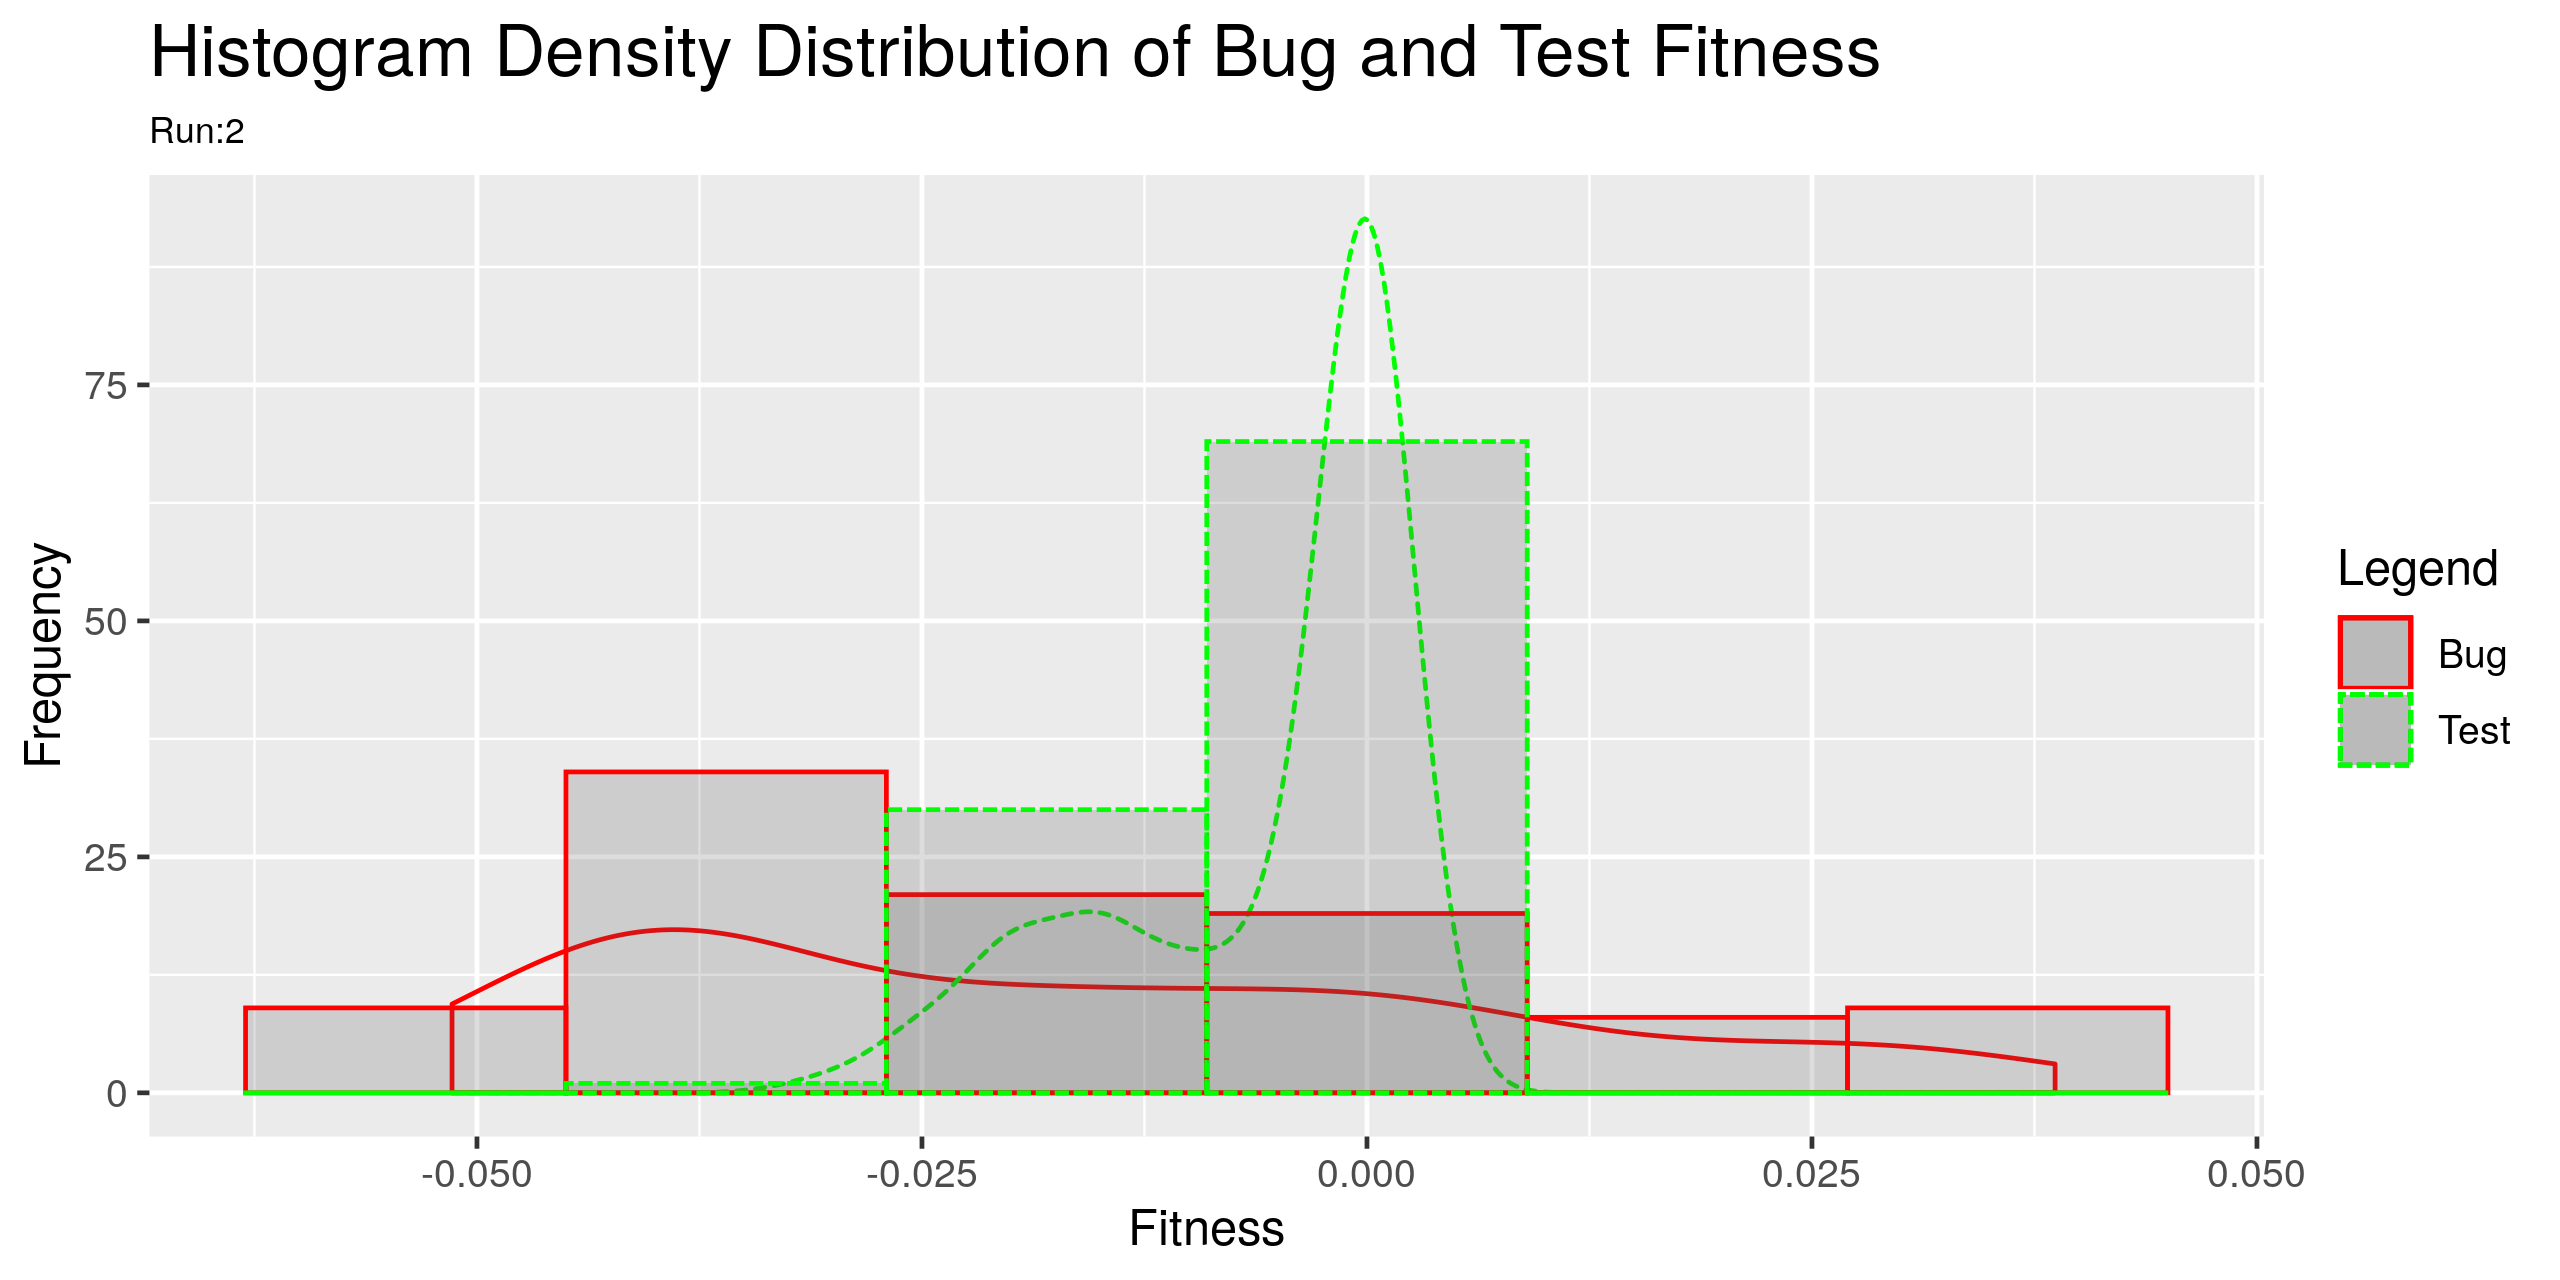 Histogram Density Distribution of Bug and Test Fitness
Run:2
Frequency
75
50
25
0
-0.050
-0.025
0.000
0.025
0.050
Fitness
Legend
Bug
Test